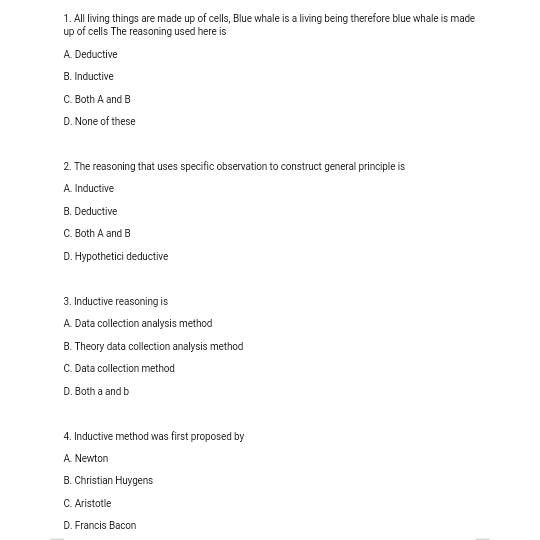 1. All living things are made up of cells, Blue whale is a living being therefore blue whale is made
up of cells The reasoning used here is
A. Deductive
B. Inductive
C. Both A and B
D. None of these
2. The reasoning that uses specific observation to construct general principle is
A. Inductive
B. Deductive
C. Both A and B
D. Hypothetici deductive
3. Inductive reasoning is
A. Data collection analysis method
B. Theory data collection analysis method
C. Data collection method
D. Both a and b
4. Inductive method was first proposed by
A. Newton
B. Christian Huygens
C. Aristotle
D. Francis Bacon